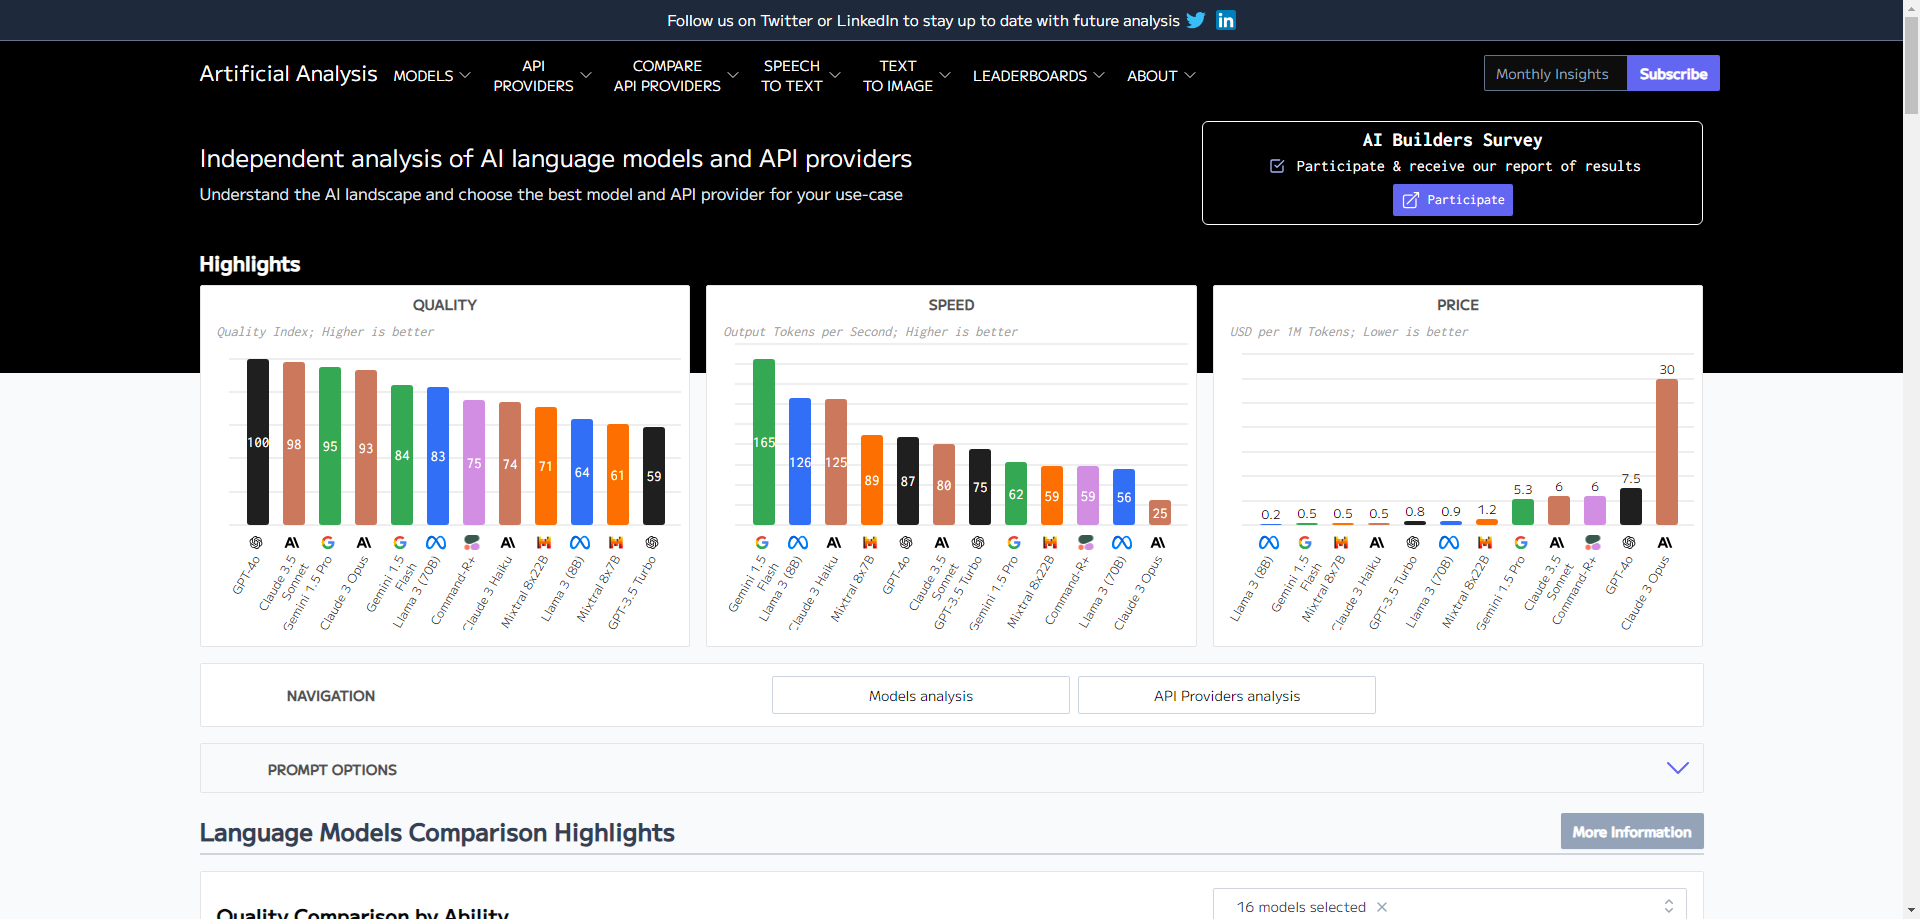 Follow us on Twitter or LinkedIn to stay up to date with future analysis
Artificial Analysis
MODELS
API
PROVIDERS
COMPARE
API PROVIDERS
SPEECH
TO TEXT
TEXT
TO IMAGE
LEADERBOARDS
ABOUT
Monthly Insights
Subscribe
Independent analysis of AI language models and API providers
Understand the AI landscape and choose the best model and API provider for your use-case
AI Builders Survey
Participate & receive our report of results
Participate
Highlights
QUALITY
Quality Index; Higher is better
100 98 95 93 84 83 75 74 71 64 61 59
GPT-4o
Claude 3.5
Sonnet
Gemini 1.5 Pro
Claude 3 Opus
Gemini 1.5
Flash
Llama 3 (70B)
Command-R+
Claude 3 Haiku
Mixtral 8x22B
Llama 3 (8B)
Mixtral 8x7B
GPT-3.5 Turbo
SPEED
Output Tokens per Second; Higher is better
165 126 125 89 87 80 75 62 59 59 56 25
Gemini 1.5
Flash
Llama 3 (8B)
Claude 3 Haiku
Mixtral 8x7B
GPT-4o
Claude 3.5
Sonnet
GPT-3.5 Turbo
Gemini 1.5 Pro
Mixtral 8x22B
Command-R+
Llama 3 (70B)
Claude 3 Opus
PRICE
USD per 1M Tokens; Lower is better
0.2 0.5 0.5 0.5 0.8 0.9 1.2 5.3 6 6 7.5 30
Llama 3 (8B)
Gemini 1.5
Flash
Mixtral 8x7B
Claude 3 Haiku
GPT-3.5 Turbo
Llama 3 (70B)
Mixtral 8x22B
Gemini 1.5 Pro
Claude 3.5
Sonnet
Command-R+
GPT-4o
Claude 3 Opus
NAVIGATION
Models analysis
API Providers analysis
PROMPT OPTIONS
Language Models Comparison Highlights
More Information
Quality Comparison by Ability
16 models selected